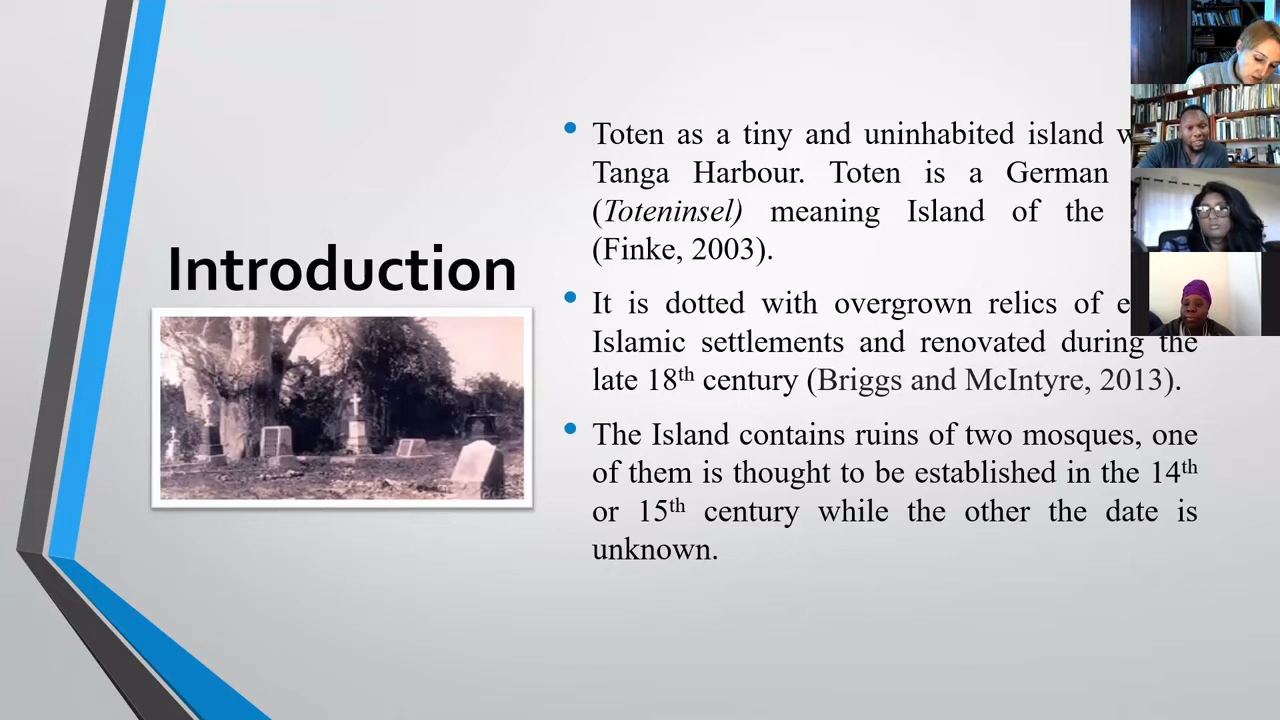 Introduction
Toten as a tiny and uninhabited island
Tanga Harbour. Toten is a German
(Toteninsel) meaning Island of the
(Finke, 2003).
It is dotted with overgrown relics of
Islamic settlements and renovated during the
late 18th century (Briggs and McIntyre, 2013).
The Island contains ruins of two mosques, one
of them is thought to be established in the 14th
or 15th century while the other the date is
unknown.